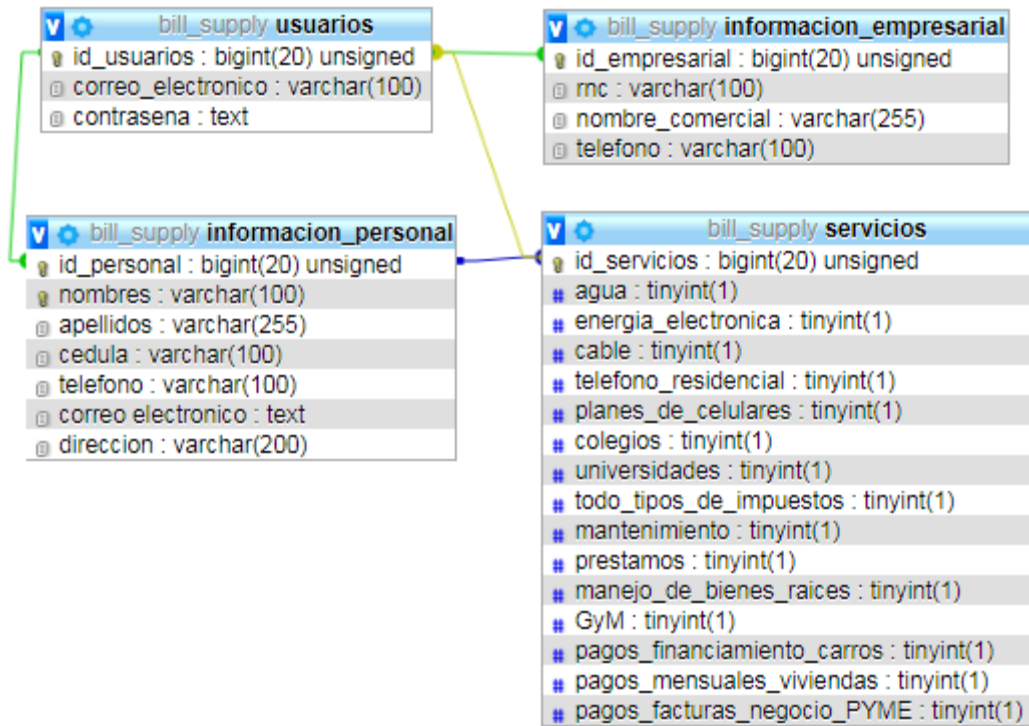 bill_supply usuarios
id_usuarios : bigint(20) unsigned
correo_electronico : varchar(100)
contrasena : text
bill_supply informacion_empresarial
id_empresarial : bigint(20) unsigned
rnc : varchar(100)
nombre_comercial : varchar(255)
telefono : varchar(100)
bill_supply informacion_personal
id_personal : bigint(20) unsigned
nombres : varchar(100)
apellidos : varchar(255)
cedula : varchar(100)
telefono : varchar(100)
correo electronico : text
direccion : varchar(200)
bill_supply servicios
id_servicios : bigint(20) unsigned
agua : tinyint(1)
energia_electronica : tinyint(1)
cable : tinyint(1)
telefono_residencial : tinyint(1)
planes_de_celulares : tinyint(1)
colegios : tinyint(1)
universidades : tinyint(1)
todo_tipos_de_impuestos : tinyint(1)
mantenimiento : tinyint(1)
prestamos : tinyint(1)
manejo_de_bienes_raices : tinyint(1)
GyM : tinyint(1)
pagos_financiamiento_carros : tinyint(1)
pagos_mensuales_viviendas : tinyint(1)
pagos_facturas_negocio_PYME : tinyint(1)